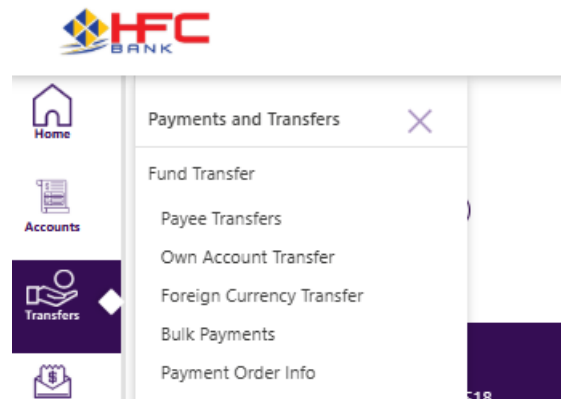 HFC
BANK
Payments and Transfers
Home
Fund Transfer
Accounts
Payee Transfers
Own Account Transfer
Foreign Currency Transfer
Transfers
Bulk Payments
Payment Order Info